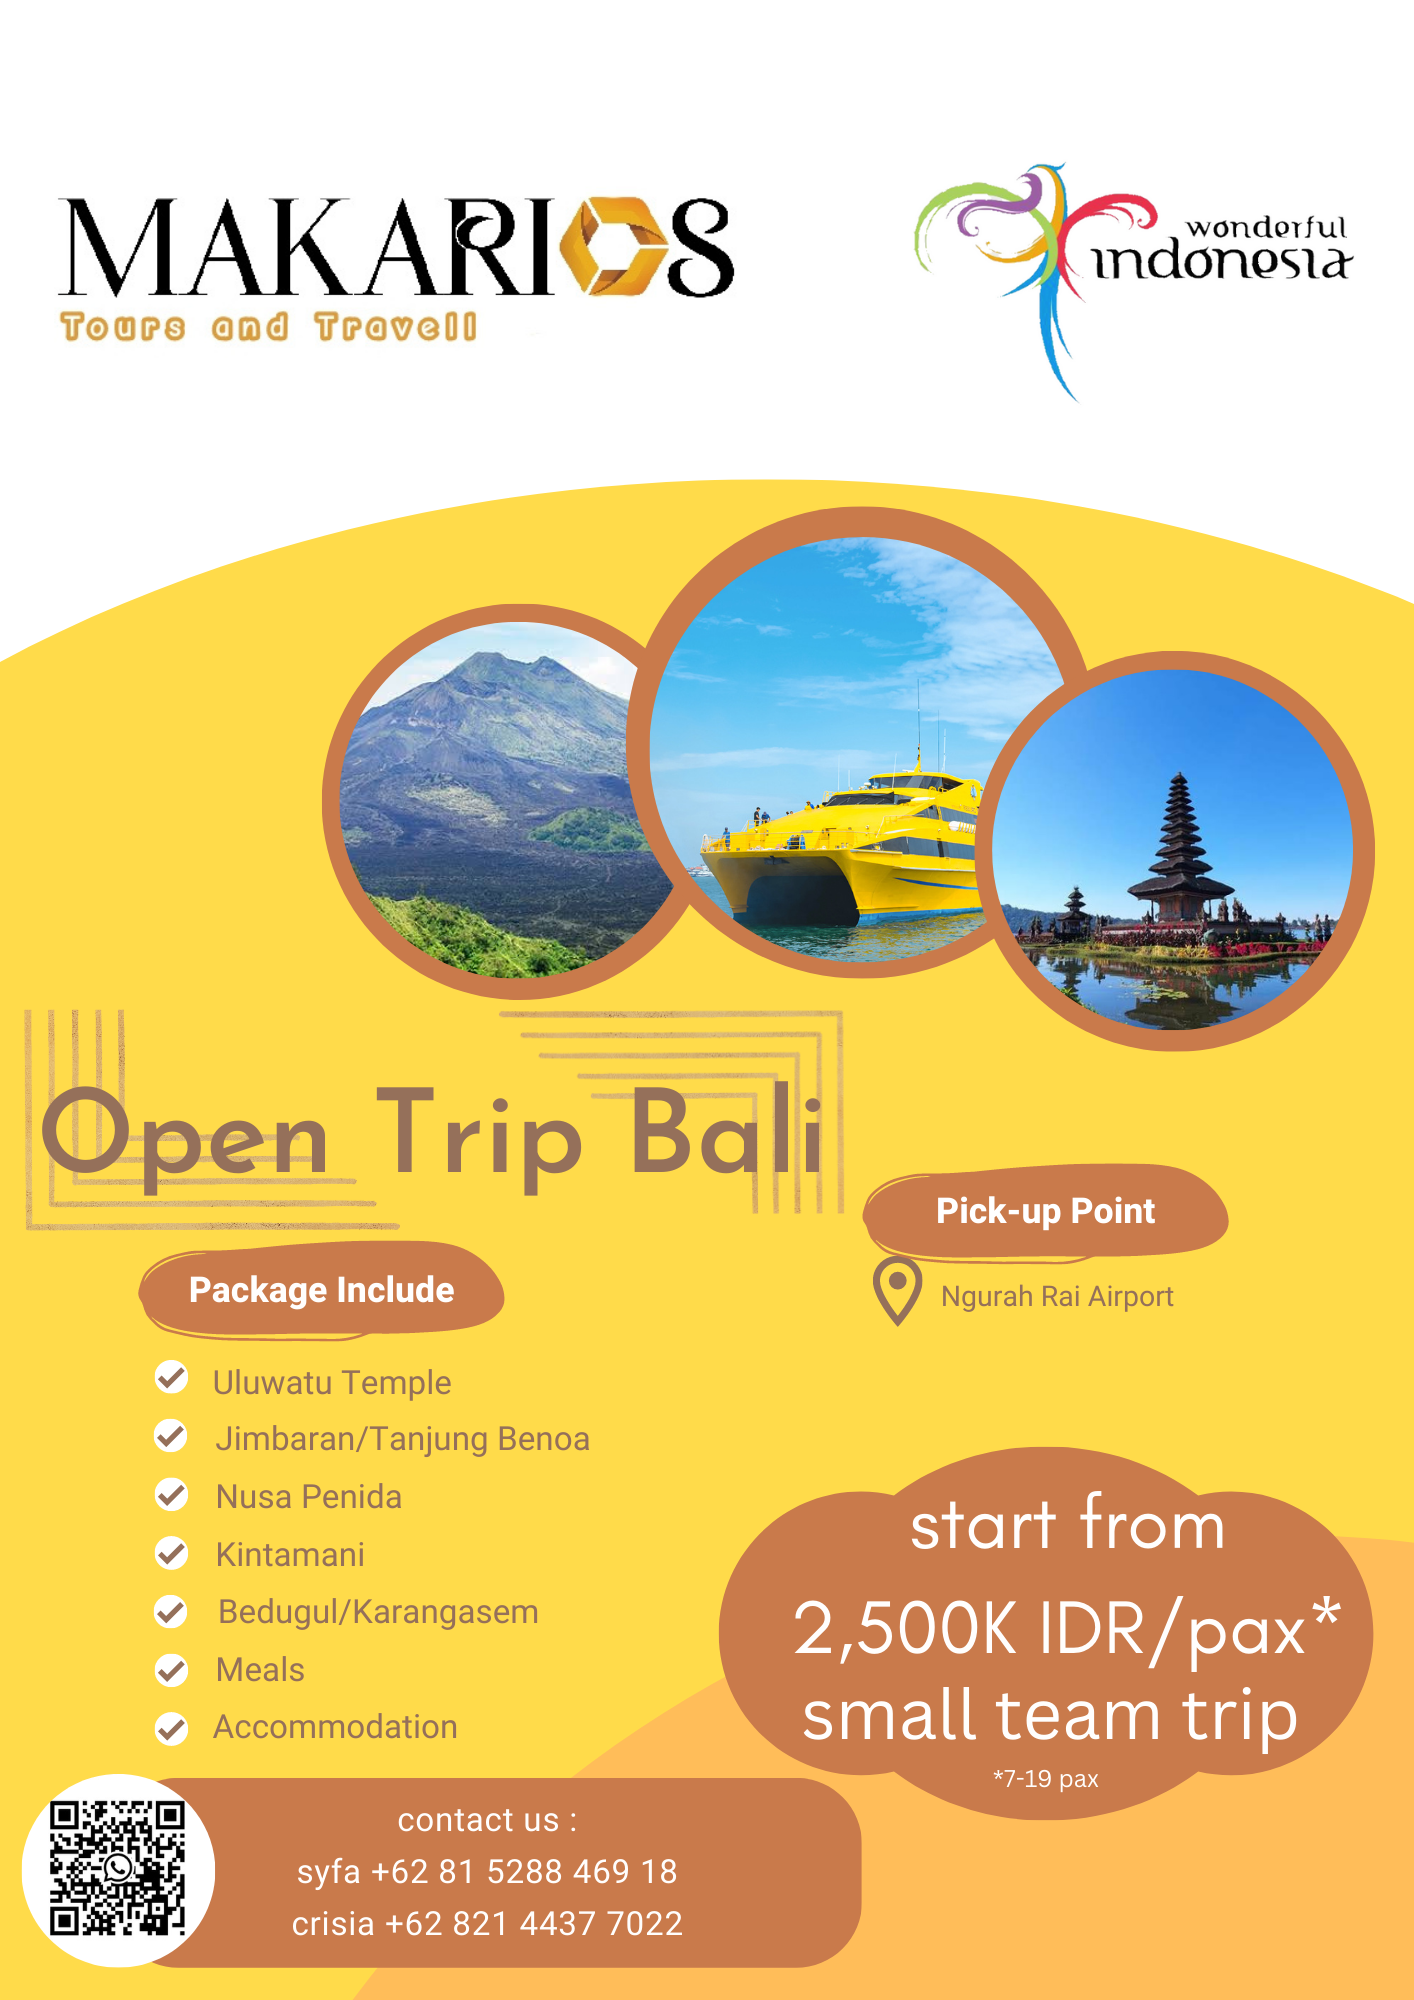 MAKARIOS
Tours and Travell
wonderful
indonesia
Open Trip Bali
Pick-up Point
Ngurah Rai Airport
Package Include
Uluwatu Temple
Jimbaran/Tanjung Benoa
Nusa Penida
Kintamani
Bedugul/Karangasem
Meals
Accommodation
start from
2,500K IDR/pax*
small team trip
*7-19 pax
contact us :
syfa +62 81 5288 469 18
crisia +62 821 4437 7022